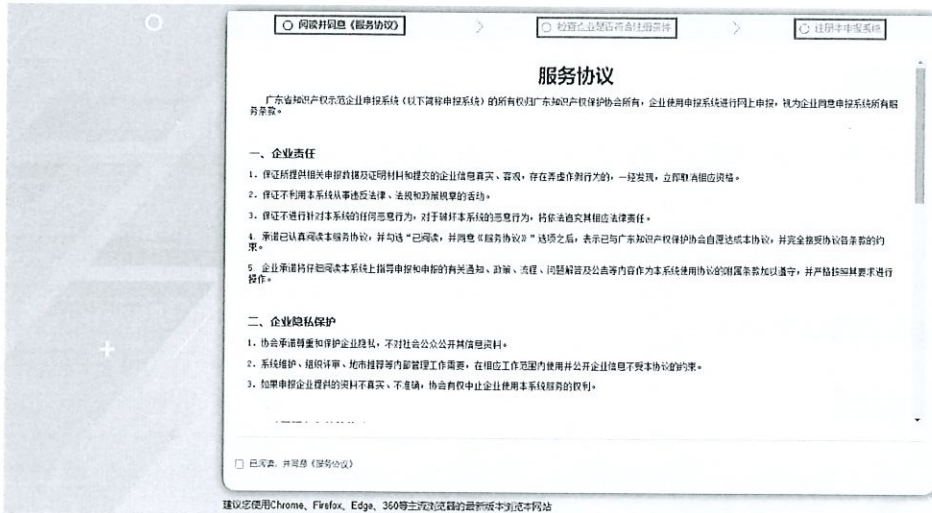 阅读并同意《服务协议》
检查企业是否符合注册条件
注册本申报系统
服务协议
广东省知识产权示范企业申报系统（以下简称申报系统）的所有权归广东知识产权保护协会所有，企业使用申报系统进行网上申报，视为企业同意申报系统所有服
务条款。
一、企业责任
1．保证所提供相关申报数据及证明材料和提交的企业信息真实、客观，存在弄虚作假行为的，一经发现，立即取消相应资格。
2．保证不利用本系统从事违反法律、法规和政策规章的活动。
3．保证不进行针对本系统的任何恶意行为，对于破坏本系统的恶意行为，将依法追究其相应法律责任。
4．承诺已认真阅读本服务协议，并勾选“已阅读，并同意《服务协议》”选项之后，表示已与广东知识产权保护协会自愿达成本协议，并完全接受协议各条款的约
束。
5．企业承诺将仔细阅读本系统上指导申报和申报的有关通知、政策、流程、问题解答及公告等内容作为本系统使用协议的附属条款加以遵守，并严格按照其要求进行
操作。
二、企业隐私保护
1．协会承诺尊重和保护企业隐私，不对社会公众公开其信息资料。
2．系统维护、组织评审、地市推荐等内部管理工作需要，在相应工作范围内使用并公开企业信息不受本协议的约束。
3．如果申报企业提供的资料不真实、不准确，协会有权中止企业使用本系统服务的权利。
已阅读，并同意《服务协议》
建议您使用Chrome、Firefox、Edge、360等主流浏览器的最新版本浏览本网站